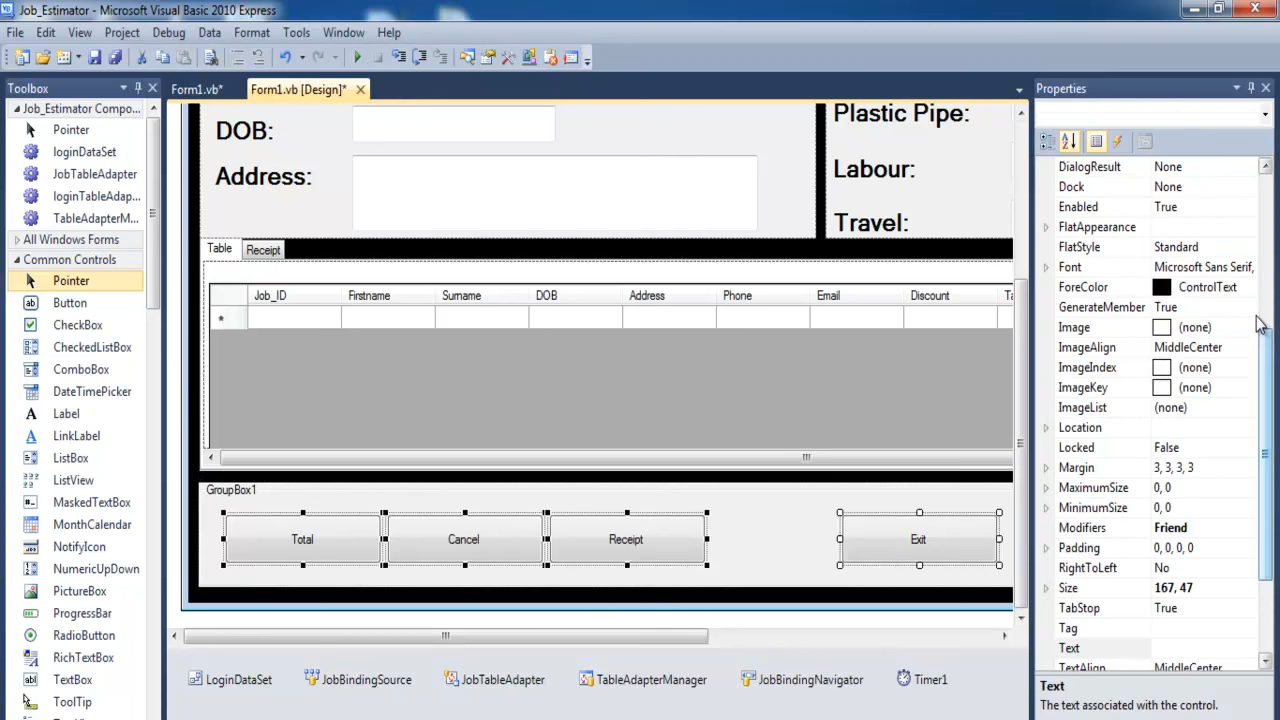 Job_Estimator - Microsoft Visual Basic 2010 Express
File Edit View Project Debug Data Format Tools Window Help
Toolbox
Job_Estimator Compo...
Pointer
loginDataSet
JobTableAdapter
loginTableAdap...
TableAdapterM...
All Windows Forms
Common Controls
Pointer
Button
CheckBox
CheckedListBox
ComboBox
DateTimePicker
Label
LinkLabel
ListBox
ListView
MaskedTextBox
MonthCalendar
NotifyIcon
NumericUpDown
PictureBox
ProgressBar
RadioButton
RichTextBox
TextBox
ToolTip
Form1.vb* Form1.vb [Design]*
DOB:
Address:
Plastic Pipe:
Labour:
Travel:
Table Receipt
Job_ID Firstname Surname DOB Address Phone Email Discount Ta
GroupBox1
Total Cancel Receipt Exit
LoginDataSet JobBindingSource JobTableAdapter TableAdapterManager JobBindingNavigator Timer1
Properties
DialogResult None
Dock None
Enabled True
FlatAppearance
FlatStyle Standard
Font Microsoft Sans Serif,
ForeColor ControlText
GenerateMember True
Image (none)
ImageAlign MiddleCenter
ImageIndex (none)
ImageKey (none)
ImageList (none)
Location
Locked False
Margin 3, 3, 3, 3
MaximumSize 0, 0
MinimumSize 0, 0
Modifiers Friend
Padding 0, 0, 0, 0
RightToLeft No
Size 167, 47
TabStop True
Tag
Text
TextAlign MiddleCenter
Text
The text associated with the control.